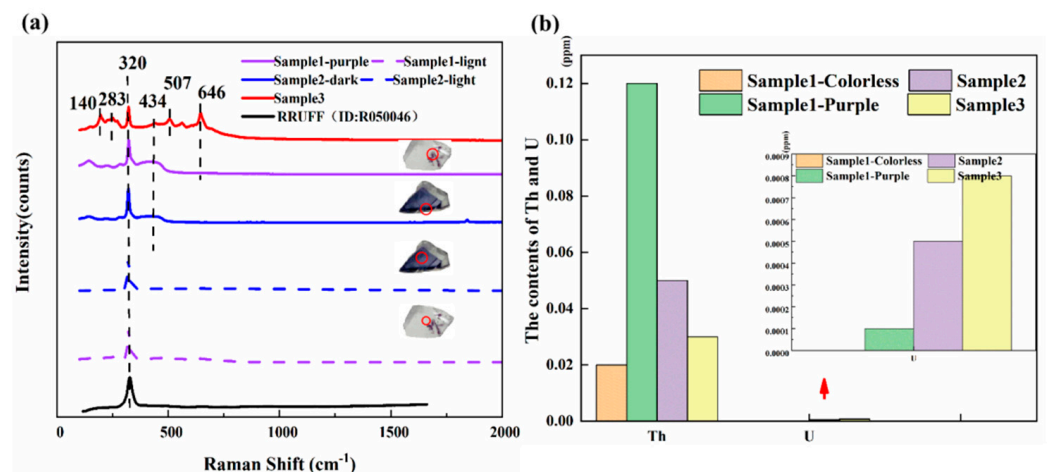 (a)
320
140
283
434
507
646
Sample1-purple
Sample1-lignt
Sample2-dark
Sample2-light
Sample3
RRUFF（ID:R050046）
Intensity(counts)
0
500
1000
1500
2000
Raman Shift (cm⁻¹)
(b)
(ppm)
0.12
0.10
0.08
0.06
0.04
0.02
0.00
The contents of Th and U
Sample1-Colorless
Sample2
Sample1-Purple
Sample3
(ppm)
0.0009
0.0008
0.0007
0.0006
0.0005
0.0004
0.0003
0.0002
0.0001
0.0000
Sample1-Colorless
Sample2
Sample1-Purple
Sample3
U
Th
U